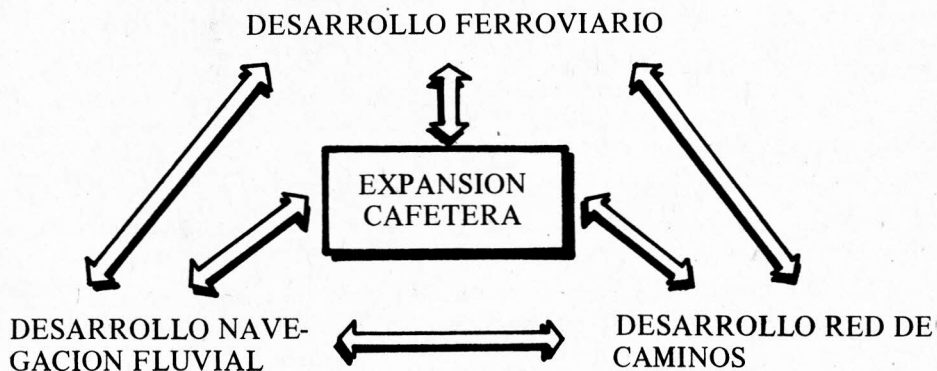 DESARROLLO FERROVIARIO
EXPANSION
CAFETERA
DESARROLLO NAVE-
GACION FLUVIAL
DESARROLLO RED DE
CAMINOS